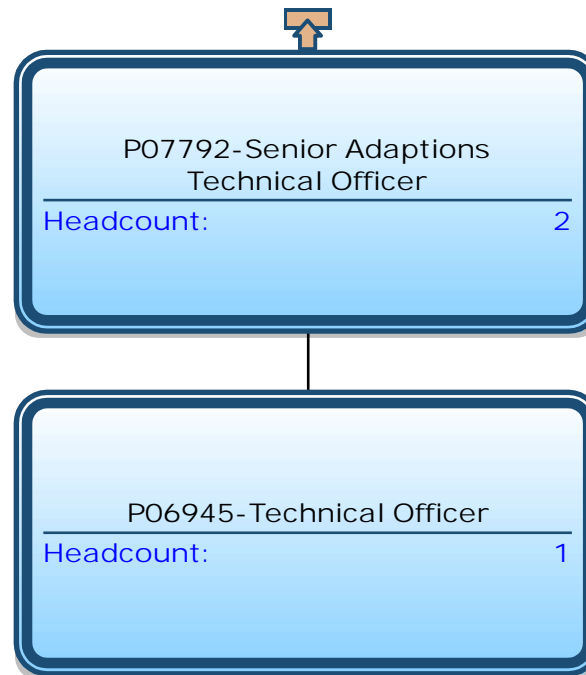 P07792-Senior Adaptions
Technical Officer
Headcount: 2
P06945-Technical Officer
Headcount: 1